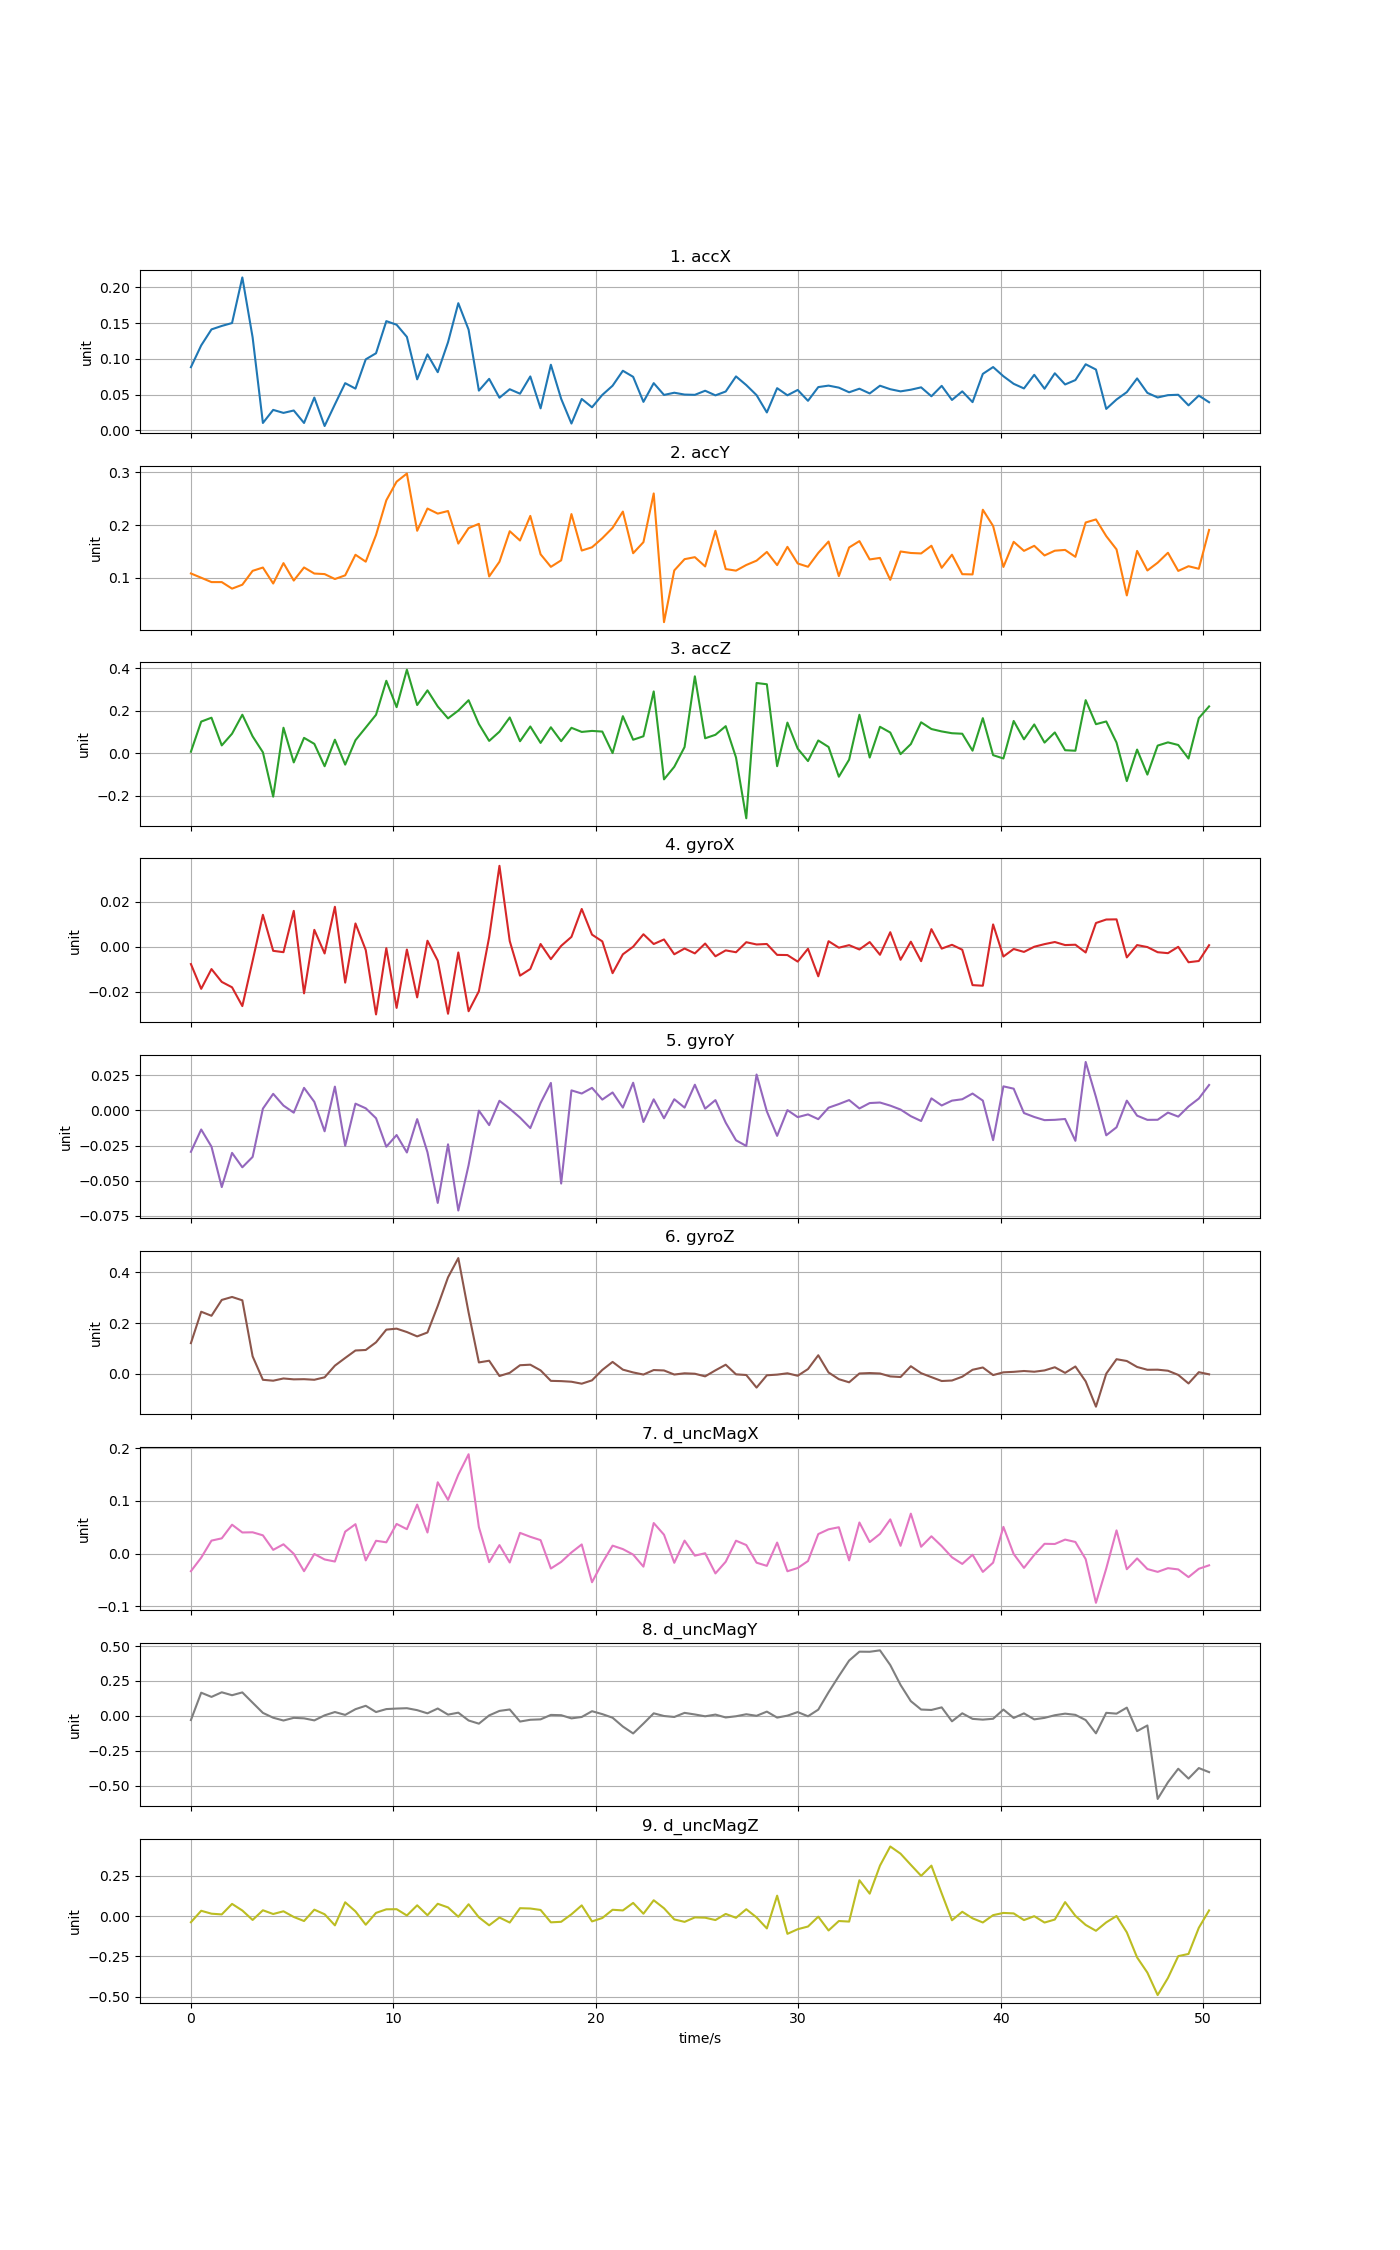 1. accX
0.20
0.15
0.10
0.05
0.00
unit
2. accY
0.3
0.2
0.1
unit
3. accZ
0.4
0.2
0.0
−0.2
unit
4. gyroX
0.02
0.00
−0.02
unit
5. gyroY
0.025
0.000
−0.025
−0.050
−0.075
unit
6. gyroZ
0.4
0.2
0.0
unit
7. d_uncMagX
0.2
0.1
0.0
−0.1
unit
8. d_uncMagY
0.50
0.25
0.00
−0.25
−0.50
unit
9. d_uncMagZ
0.25
0.00
−0.25
−0.50
unit
0 10 20 30 40 50
time/s